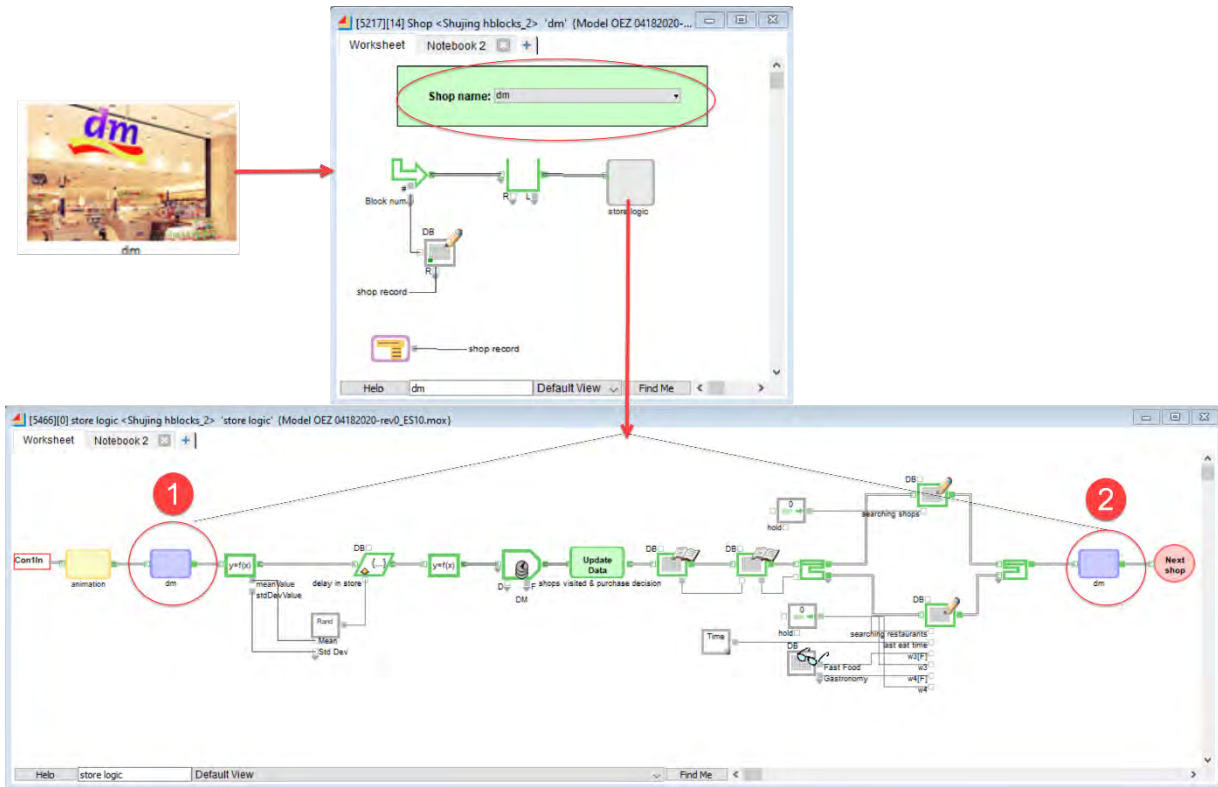 [5217][14] Shop <Shujing hblocks_2> 'dm' {Model OEZ 04182020-...
Worksheet Notebook 2 +
Shop name: dm
dm
dm
#
Block num.
R L
store logic
DB
R
shop record
shop record
Help dm Default View Find Me < >
[5466][0] store logic <Shujing hblocks_2> 'store logic' {Model OEZ 04182020-rev0_ES10.mox}
Worksheet Notebook 2 +
1
2
DB
0
hold
searching shops
Con1In
animation
dm
y=f(x)
meanValue
stdDevValue
DB
{...}
delay in store
Rand
Mean
Std Dev
y=f(x)
D F
DM
Update
Data
shops visited & purchase decision
DB
DB
dm
Next
shop
0
hold
DB
searching restaurants
last eat time
w3[F]
w3
w4[F]
w4
Time
DB
Fast Food
Gastronomy
Help store logic Default View Find Me < >